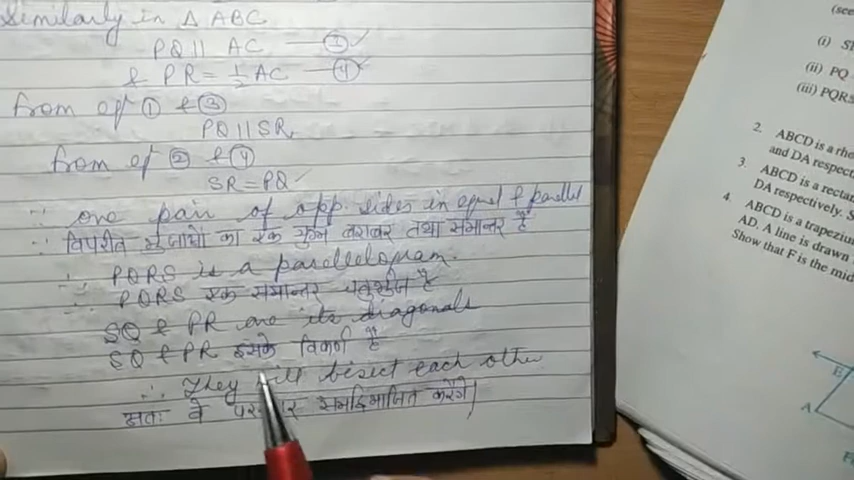 Similarly in Δ ABC
PQ || AC — ③
& PR = 1/2 AC — ④
from eq ① & ③
PQ || SR
from eq ② & ④
SR = PQ
∵ one pair of opp. sides in equal & parallel
∵ विपरीत भुजाओं का एक युग्म बराबर तथा समान्तर है
∴ PQRS is a parallelogram.
∴ PQRS एक समान्तर चतुर्भुज है
SQ & PR are its diagonals
SQ & PR इसके विकर्ण है
∴ They will bisect each other
अतः वे समद्विभाजित करेंगे|
(see
(i) S
(ii) PQ
(iii) PQRS
2. ABCD is a rhe
and DA respect
3. ABCD is a rectan
DA respectively. S
4. ABCD is a trapeziu
AD. A line is drawn
Show that F is the mid
E
A